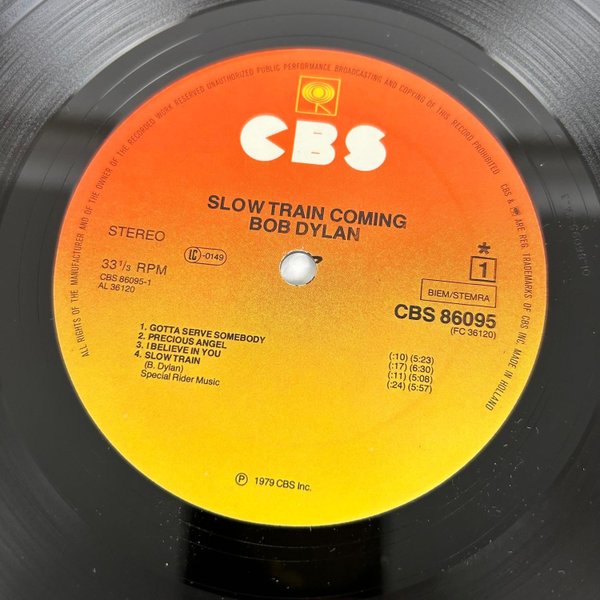 ALL RIGHTS OF THE MANUFACTURER AND OF THE OWNER OF THE RECORDED WORK RESERVED UNAUTHORIZED PUBLIC PERFORMANCE BROADCASTING AND COPYING OF THIS RECORD PROHIBITED
CBS & ARE REG. TRADEMARKS OF CBS INC. MADE IN HOLLAND
CBS
SLOW TRAIN COMING
BOB DYLAN
STEREO
LC -0149
33 1/3 RPM
CBS 86095-1
AL 36120
*
1
BIEM/STEMRA
CBS 86095
(FC 36120)
1. GOTTA SERVE SOMEBODY (:10) (5:23)
2. PRECIOUS ANGEL (:17) (6:30)
3. I BELIEVE IN YOU (:11) (5:08)
4. SLOW TRAIN (:24) (5:57)
(B. Dylan)
Special Rider Music
Ⓟ 1979 CBS Inc.